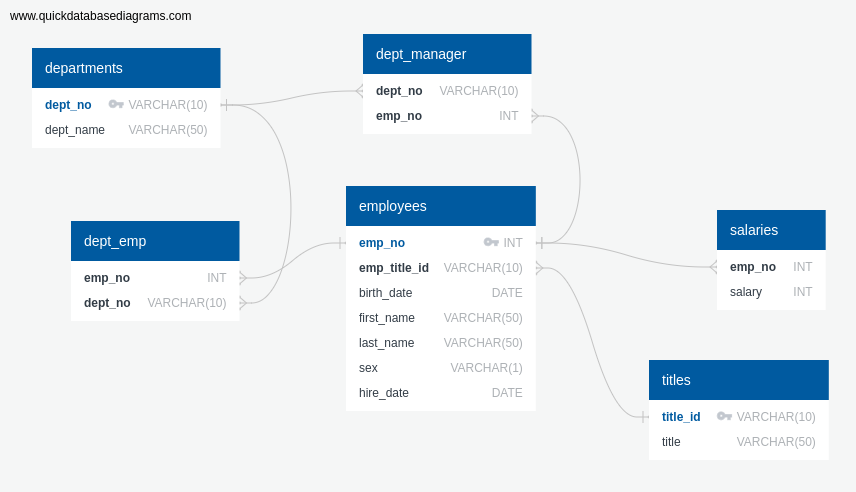 www.quickdatabasediagrams.com
departments
dept_no VARCHAR(10)
dept_name VARCHAR(50)
dept_manager
dept_no VARCHAR(10)
emp_no INT
dept_emp
emp_no INT
dept_no VARCHAR(10)
employees
emp_no INT
emp_title_id VARCHAR(10)
birth_date DATE
first_name VARCHAR(50)
last_name VARCHAR(50)
sex VARCHAR(1)
hire_date DATE
salaries
emp_no INT
salary INT
titles
title_id VARCHAR(10)
title VARCHAR(50)